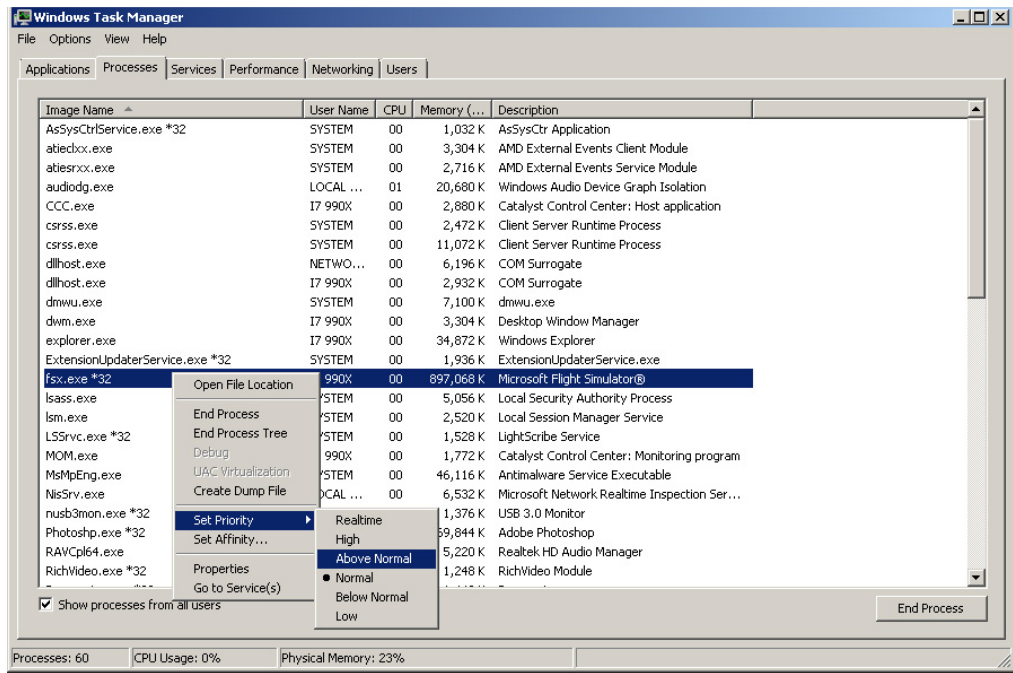 Windows Task Manager
File Options View Help
Applications Processes Services Performance Networking Users
Image Name User Name CPU Memory (... Description
AsSysCtrlService.exe *32 SYSTEM 00 1,032 K AsSysCtr Application
atieclxx.exe SYSTEM 00 3,304 K AMD External Events Client Module
atiesrxx.exe SYSTEM 00 2,716 K AMD External Events Service Module
audiodg.exe LOCAL ... 01 20,680 K Windows Audio Device Graph Isolation
CCC.exe I7 990X 00 2,880 K Catalyst Control Center: Host application
csrss.exe SYSTEM 00 2,472 K Client Server Runtime Process
csrss.exe SYSTEM 00 11,072 K Client Server Runtime Process
dllhost.exe NETWO... 00 6,196 K COM Surrogate
dllhost.exe I7 990X 00 2,932 K COM Surrogate
dmwu.exe SYSTEM 00 7,100 K dmwu.exe
dwm.exe I7 990X 00 3,304 K Desktop Window Manager
explorer.exe I7 990X 00 34,872 K Windows Explorer
ExtensionUpdaterService.exe *32 SYSTEM 00 1,936 K ExtensionUpdaterService.exe
fsx.exe *32 990X 00 897,068 K Microsoft Flight Simulator®
lsass.exe YSTEM 00 5,056 K Local Security Authority Process
lsm.exe YSTEM 00 2,520 K Local Session Manager Service
LSSrvc.exe *32 YSTEM 00 1,528 K LightScribe Service
MOM.exe 990X 00 1,772 K Catalyst Control Center: Monitoring program
MsMpEng.exe YSTEM 00 46,116 K Antimalware Service Executable
NisSrv.exe OCAL ... 00 6,532 K Microsoft Network Realtime Inspection Ser...
nusb3mon.exe *32 1,376 K USB 3.0 Monitor
Photoshp.exe *32 59,844 K Adobe Photoshop
RAVCpl64.exe 5,220 K Realtek HD Audio Manager
RichVideo.exe *32 1,248 K RichVideo Module
Open File Location
End Process
End Process Tree
Debug
UAC Virtualization
Create Dump File
Set Priority
Set Affinity...
Properties
Go to Service(s)
Realtime
High
Above Normal
Normal
Below Normal
Low
Show processes from all users
End Process
Processes: 60 CPU Usage: 0% Physical Memory: 23%